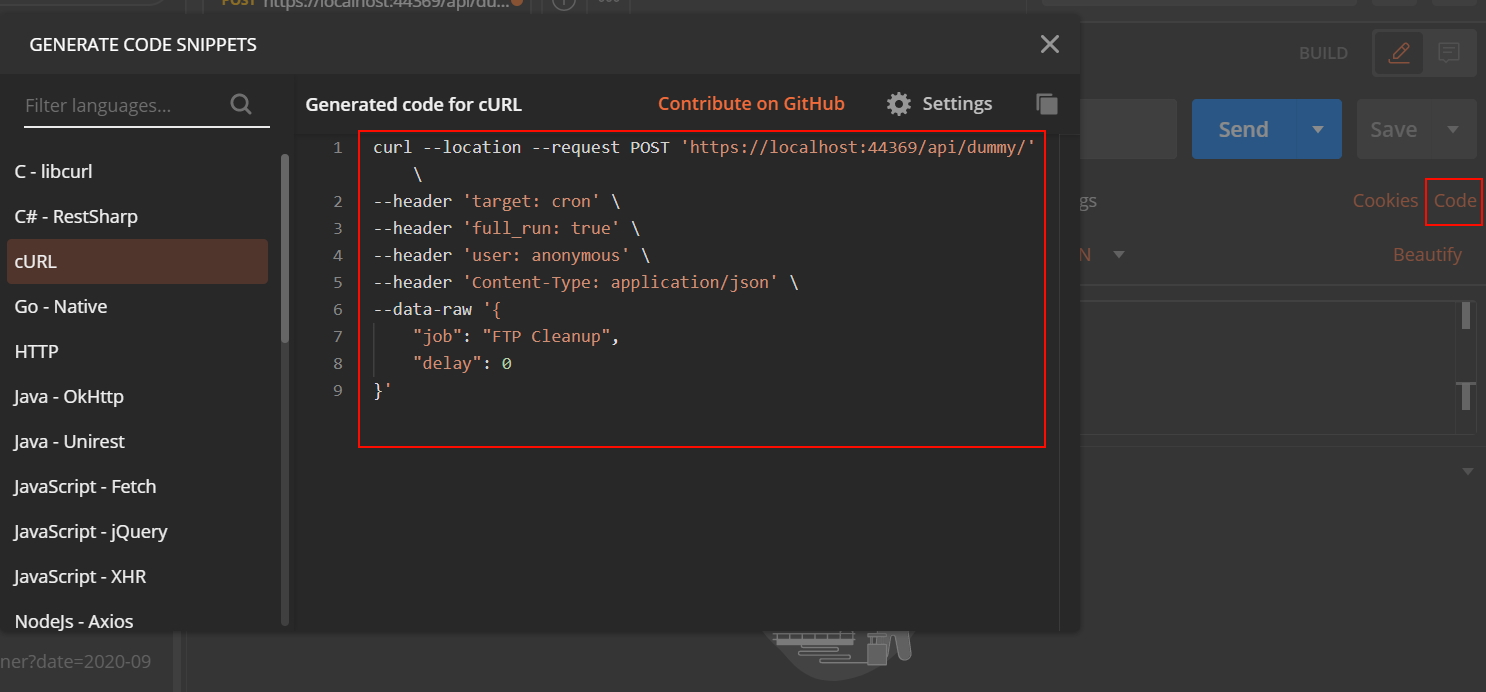 POST https://localhost:44369/api/du...
GENERATE CODE SNIPPETS
BUILD
Filter languages...
Generated code for cURL
Contribute on GitHub
Settings
Send
Save
C - libcurl
C# - RestSharp
cURL
Go - Native
HTTP
Java - OkHttp
Java - Unirest
JavaScript - Fetch
JavaScript - jQuery
JavaScript - XHR
NodeJs - Axios
1 curl --location --request POST 'https://localhost:44369/api/dummy/'
\
2 --header 'target: cron' \
3 --header 'full_run: true' \
4 --header 'user: anonymous' \
5 --header 'Content-Type: application/json' \
6 --data-raw '{
7 "job": "FTP Cleanup",
8 "delay": 0
9 }'
gs
Cookies
Code
N
Beautify
ner?date=2020-09